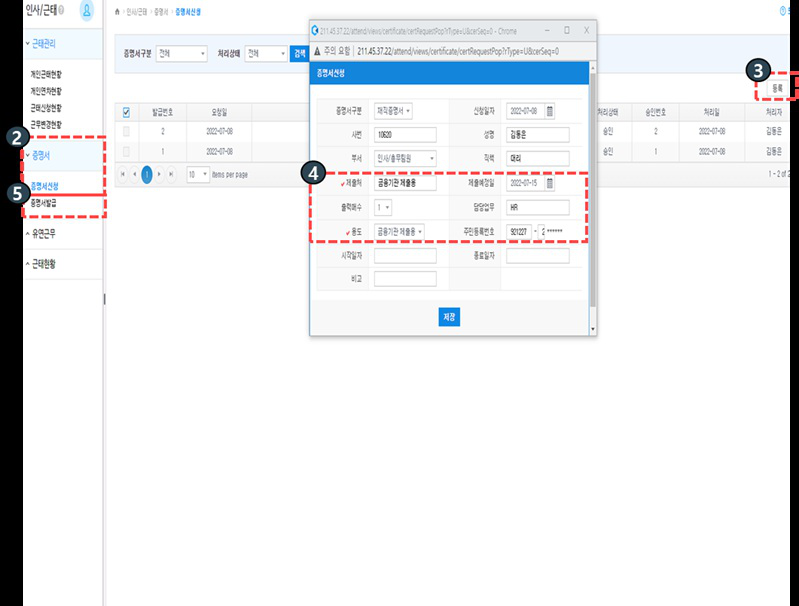 인사/근태
인사/근태 > 증명서 > 증명서신청
근태관리
개인근태현황
개인연차현황
근태신청현황
근무변경현황
2
증명서
5
증명서신청
증명서발급
유연근무
근태현황
증명서구분 전체 처리상태 전체 검색
3
등록
발급번호 요청일 처리상태 승인번호 처리일 처리자
2 2022-07-08 승인 2 2022-07-08 김동은
1 2022-07-08 승인 1 2022-07-08 김동은
1 10 items per page 1 - 2 of
211.45.37.22/attend/views/certificate/certRequestPop?rType=U&cerSeq=0 - Chrome
주의 요함 | 211.45.37.22/attend/views/certificate/certRequestPop?rType=U&cerSeq=0
증명서신청
증명서구분 재직증명서 신청일자 2022-07-08
사번 10620 성명 김동은
부서 인사/총무팀원 직책 대리
4
제출처 금융기관 제출용 제출예정일 2022-07-15
출력매수 1 담당업무 HR
용도 금융기관 제출용 주민등록번호 921227 - 2******
시작일자 종료일자
비고
저장